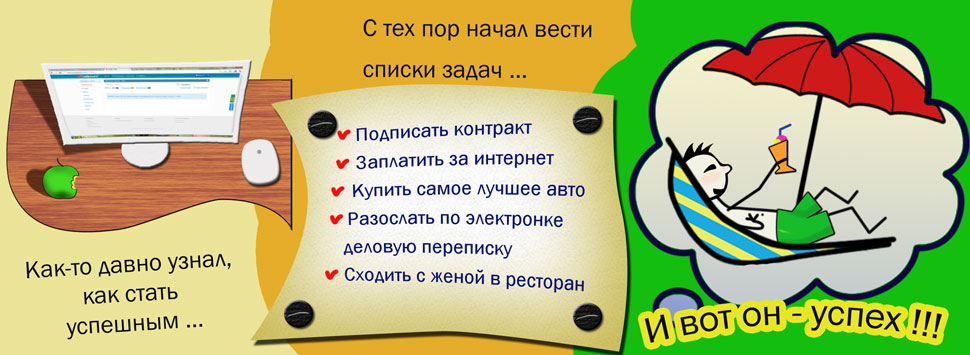 Как-то давно узнал,
как стать
успешным ...
С тех пор начал вести
списки задач ...
Подписать контракт
Заплатить за интернет
Купить самое лучшее авто
Разослать по электронке
деловую переписку
Сходить с женой в ресторан
И вот он - успех !!!